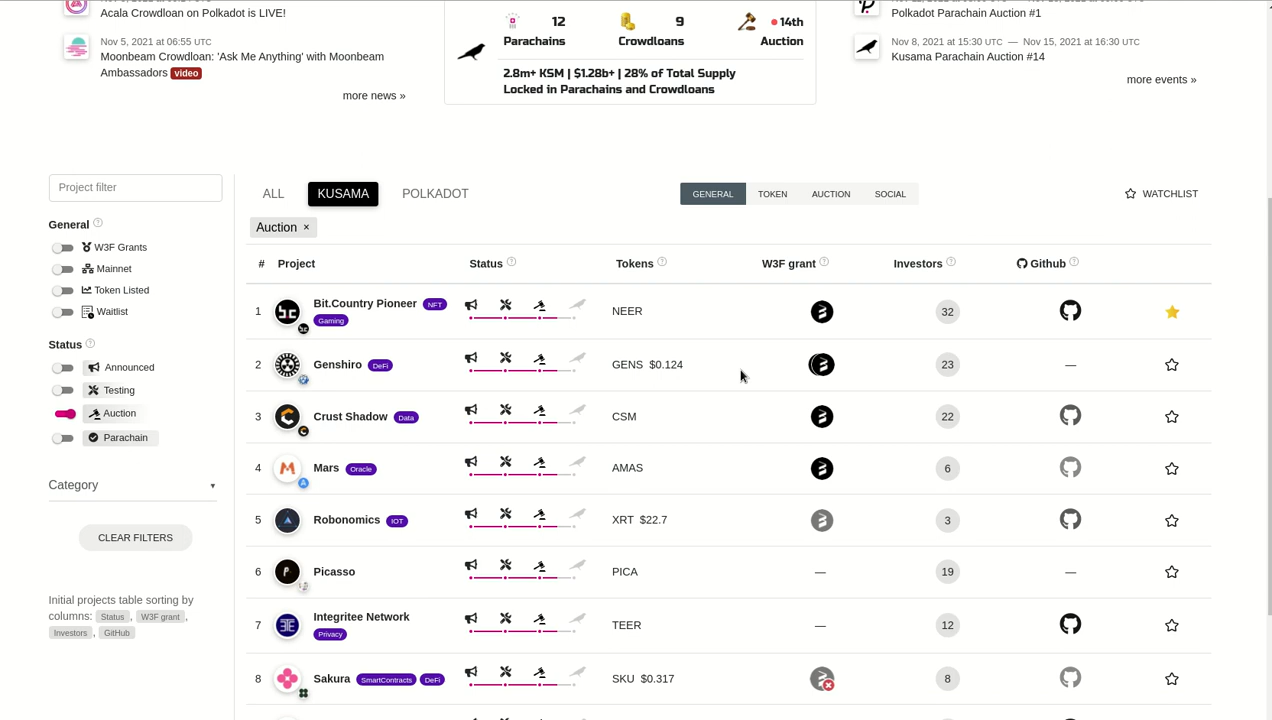 Acala Crowdloan on Polkadot is LIVE!
Nov 5, 2021 at 06:55 UTC
Moonbeam Crowdloan: 'Ask Me Anything' with Moonbeam
Ambassadors video
more news »
12 9 14th
Parachains Crowdloans Auction
2.8m+ KSM | $1.28b+ | 28% of Total Supply
Locked in Parachains and Crowdloans
Polkadot Parachain Auction #1
Nov 8, 2021 at 15:30 UTC — Nov 15, 2021 at 16:30 UTC
Kusama Parachain Auction #14
more events »
Project filter
General ?
W3F Grants
Mainnet
Token Listed
Waitlist
Status ?
Announced
Testing
Auction
Parachain
Category ▾
CLEAR FILTERS
Initial projects table sorting by
columns: Status, W3F grant,
Investors, GitHub
ALL KUSAMA POLKADOT GENERAL TOKEN AUCTION SOCIAL WATCHLIST
Auction ×
# Project Status ? Tokens ? W3F grant ? Investors ? Github ?
1 Bit.Country Pioneer NFT NEER 32
Gaming
2 Genshiro DeFi GENS $0.124 23 —
3 Crust Shadow Data CSM 22
4 Mars Oracle AMAS 6
5 Robonomics IOT XRT $22.7 3
6 Picasso PICA — 19 —
7 Integritee Network TEER — 12
Privacy
8 Sakura SmartContracts DeFi SKU $0.317 8